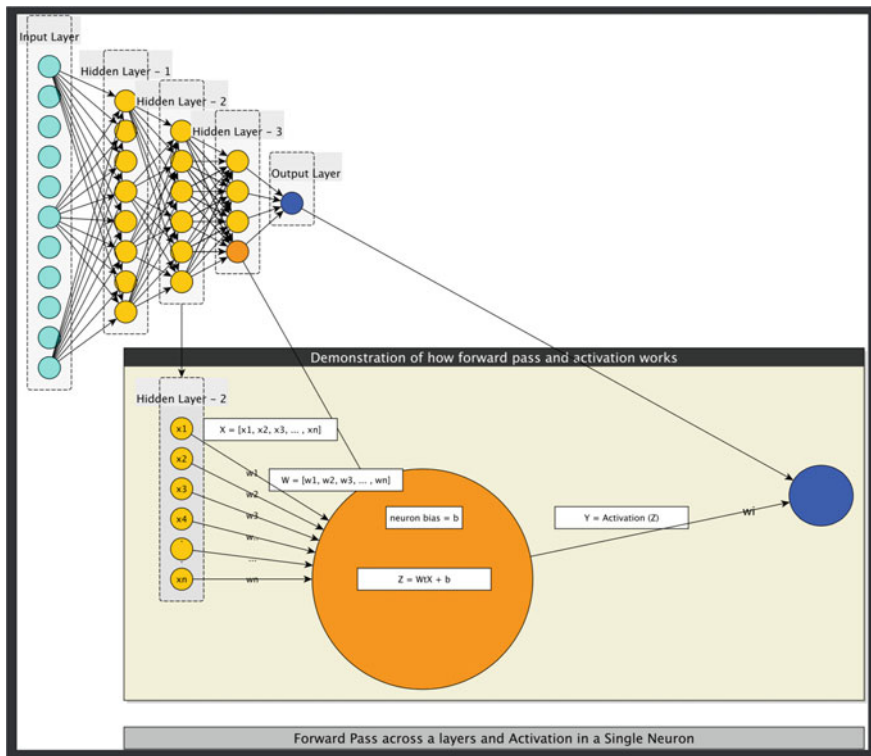 Input Layer
Hidden Layer - 1
Hidden Layer - 2
Hidden Layer - 3
Output Layer
Demonstration of how forward pass and activation works
Hidden Layer - 2
x1
X = [x1, x2, x3, ... , xn]
x2
w1
W = [w1, w2, w3, ... , wn]
x3
w2
x4
w3
neuron bias = b
Y = Activation (Z)
wi
w..
...
xn
wn
Z = WtX + b
Forward Pass across a layers and Activation in a Single Neuron